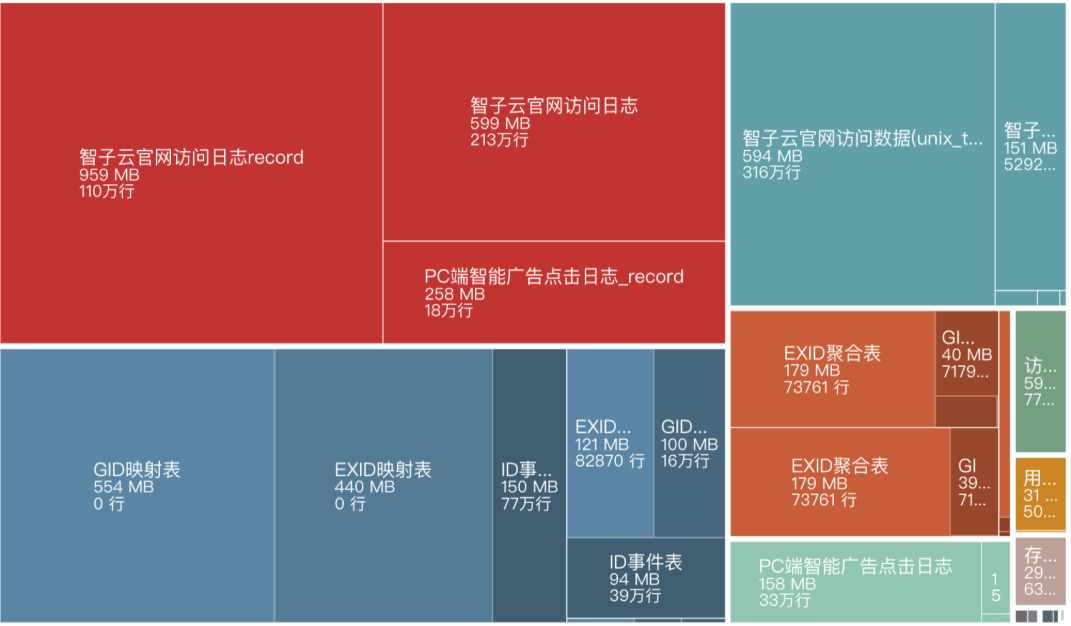 智子云官网访问日志record
959 MB
110万行
智子云官网访问日志
599 MB
213万行
PC端智能广告点击日志_record
258 MB
18万行
智子云官网访问数据(unix_t...
594 MB
316万行
智子...
151 MB
5292...
GID映射表
554 MB
0 行
EXID映射表
440 MB
0 行
ID事...
150 MB
77万行
EXID...
121 MB
82870 行
GID...
100 MB
16万行
ID事件表
94 MB
39万行
EXID聚合表
179 MB
73761 行
GI...
40 MB
7179...
EXID聚合表
179 MB
73761 行
GI
39...
71...
PC端智能广告点击日志
158 MB
33万行
1
5
访...
59...
77...
用...
31 ...
50...
存...
29...
63...